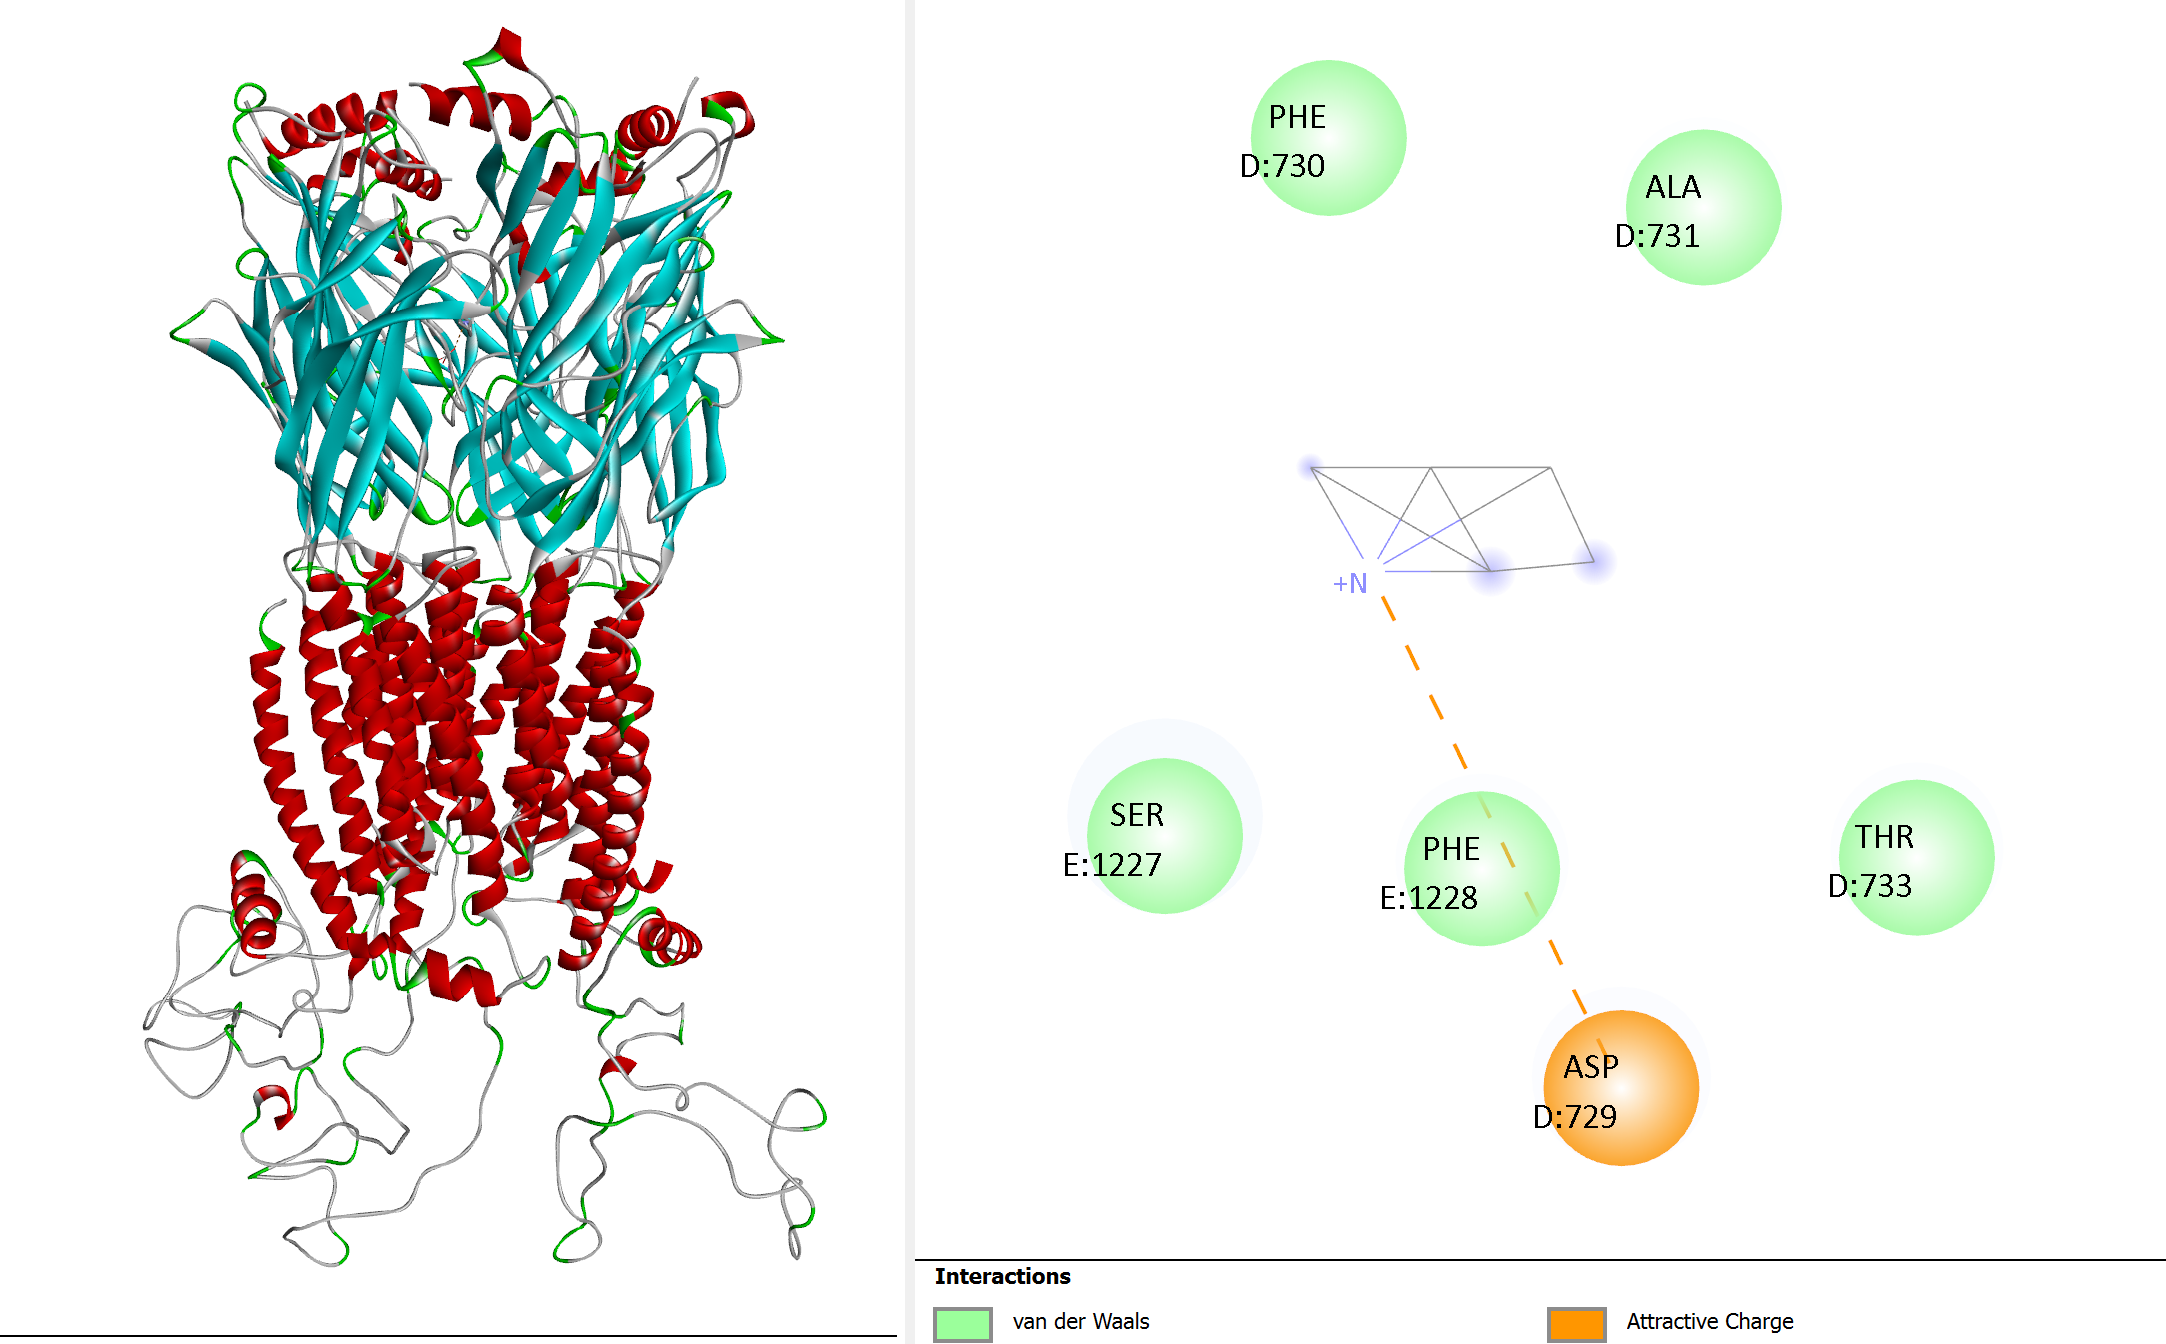 PHE
D:730
ALA
D:731
+N
SER
E:1227
PHE
E:1228
THR
D:733
ASP
D:729
Interactions
van der Waals
Attractive Charge